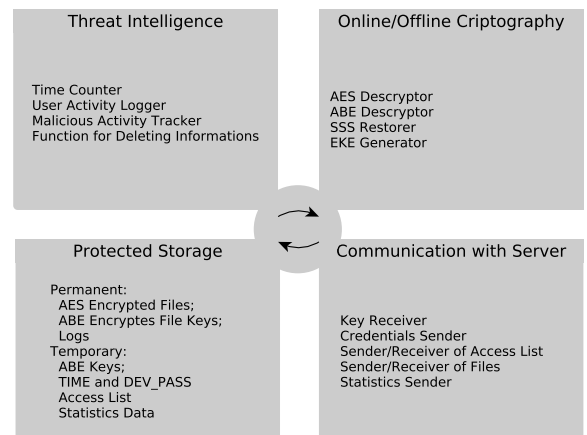 Threat Intelligence
Time Counter
User Activity Logger
Malicious Activity Tracker
Function for Deleting Informations
Online/Offline Criptography
AES Descryptor
ABE Descryptor
SSS Restorer
EKE Generator
Protected Storage
Permanent:
AES Encrypted Files;
ABE Encryptes File Keys;
Logs
Temporary:
ABE Keys;
TIME and DEV_PASS
Access List
Statistics Data
Communication with Server
Key Receiver
Credentials Sender
Sender/Receiver of Access List
Sender/Receiver of Files
Statistics Sender